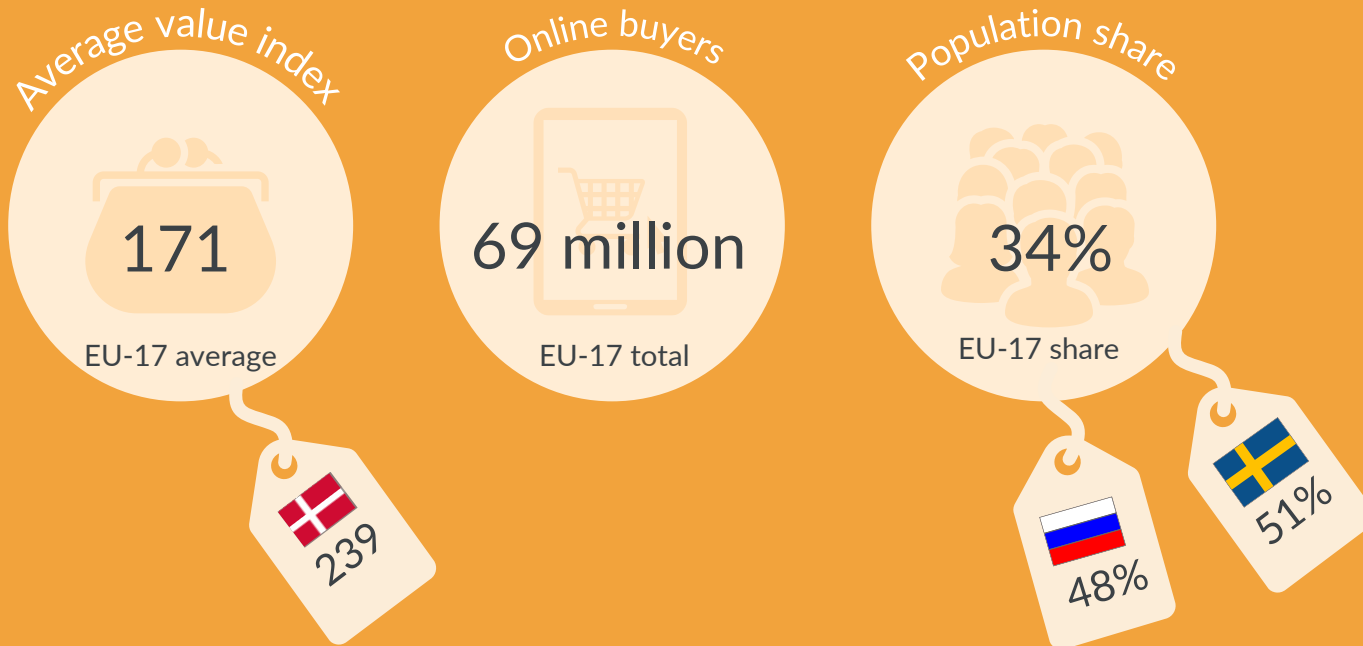 Average value index
171
EU-17 average
239
Online buyers
69 million
EU-17 total
Population share
34%
EU-17 share
48%
51%